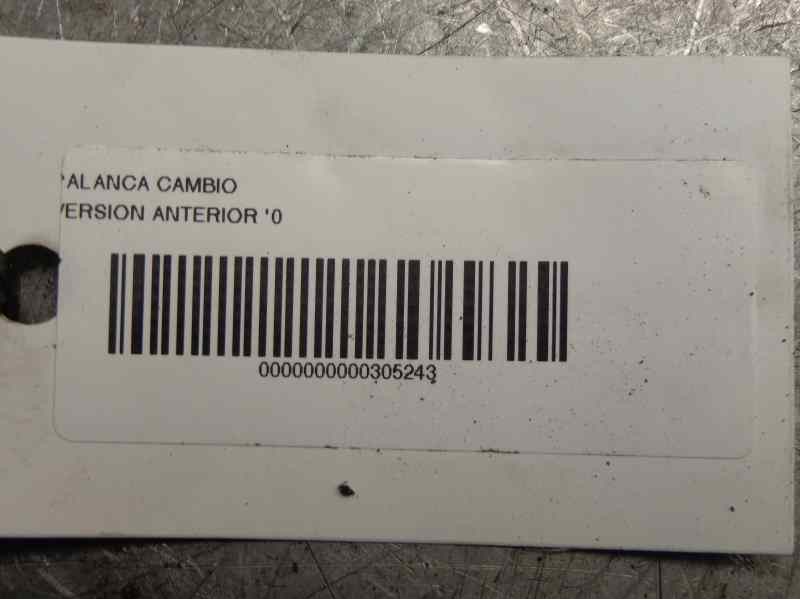 PALANCA CAMBIO
VERSION ANTERIOR '0
0000000000305243